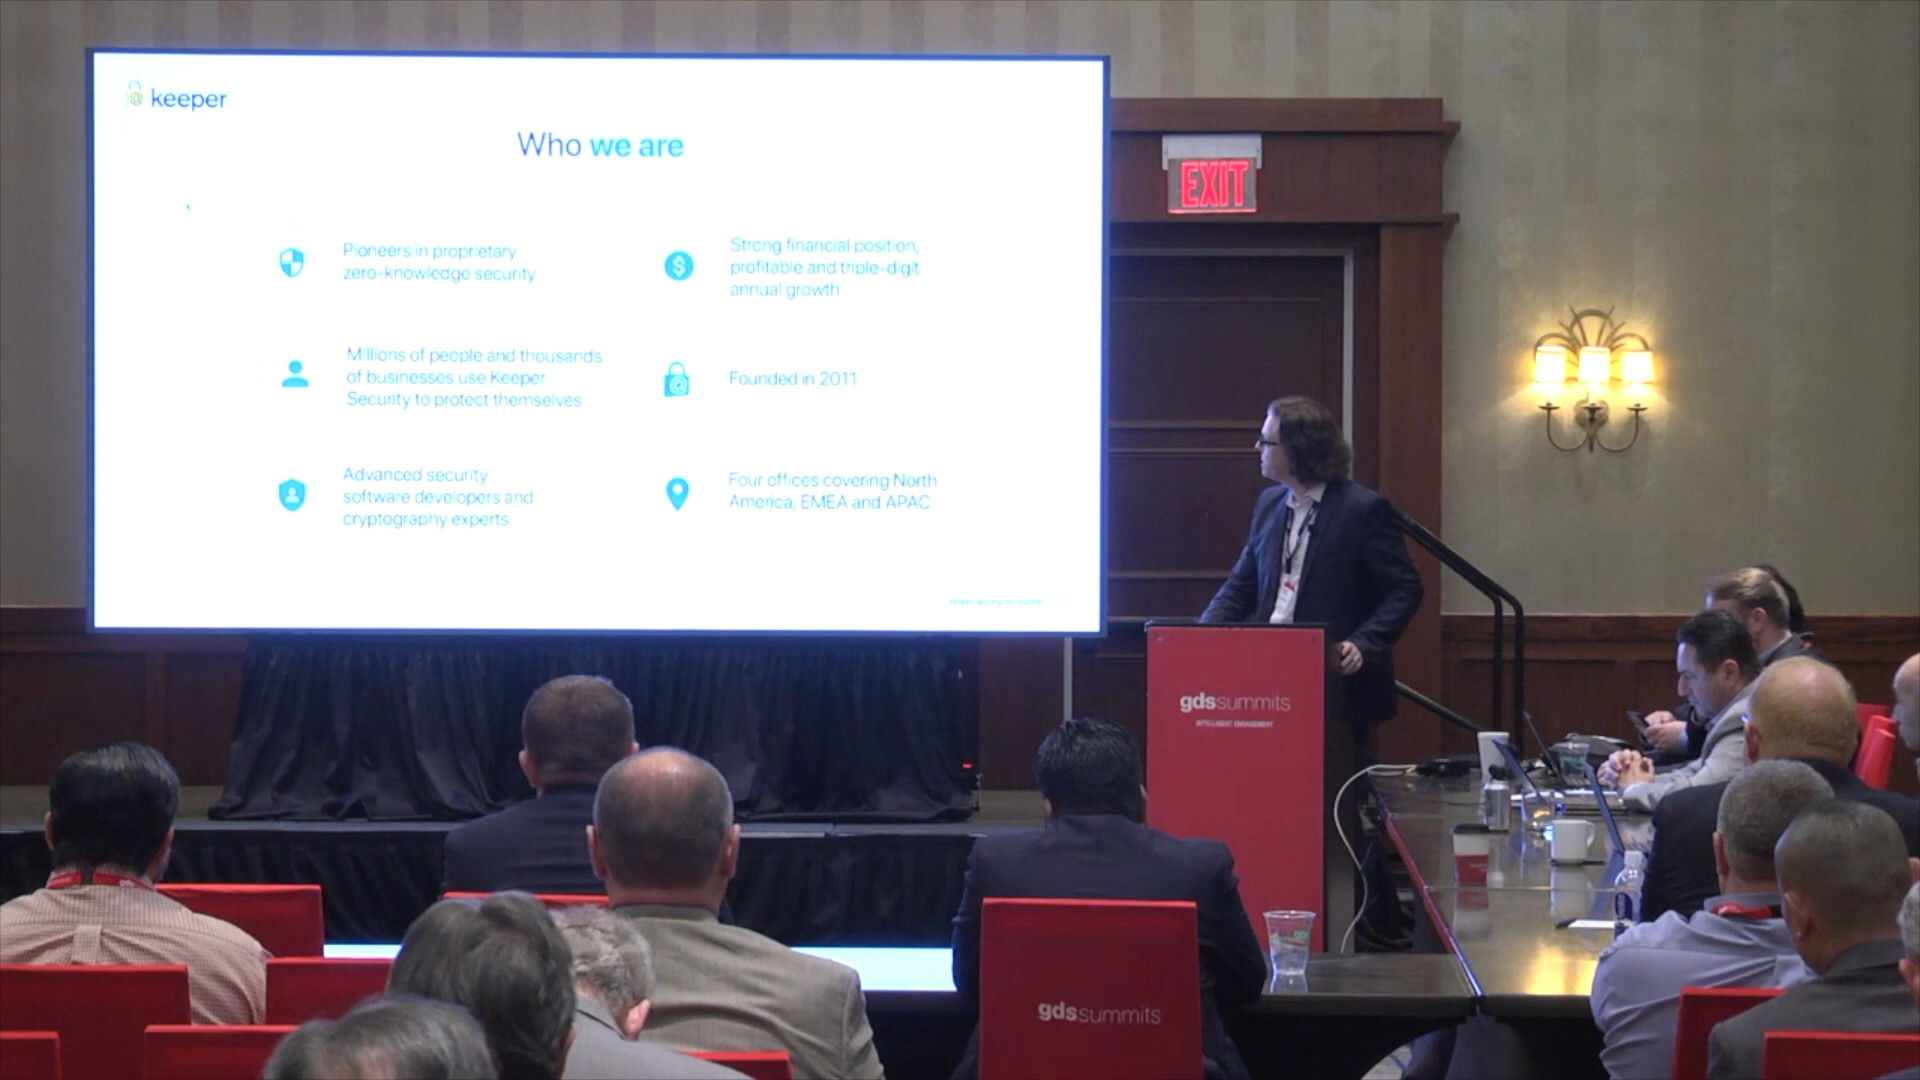 keeper
Who we are
Pioneers in proprietary
zero-knowledge security
Strong financial position,
profitable and triple-digit
annual growth
Millions of people and thousands
of businesses use Keeper
Security to protect themselves
Founded in 2011
Advanced security
software developers and
cryptography experts
Four offices covering North
America, EMEA and APAC
EXIT
gdssummits
INTELLIGENT ENGAGEMENT
gdssummits